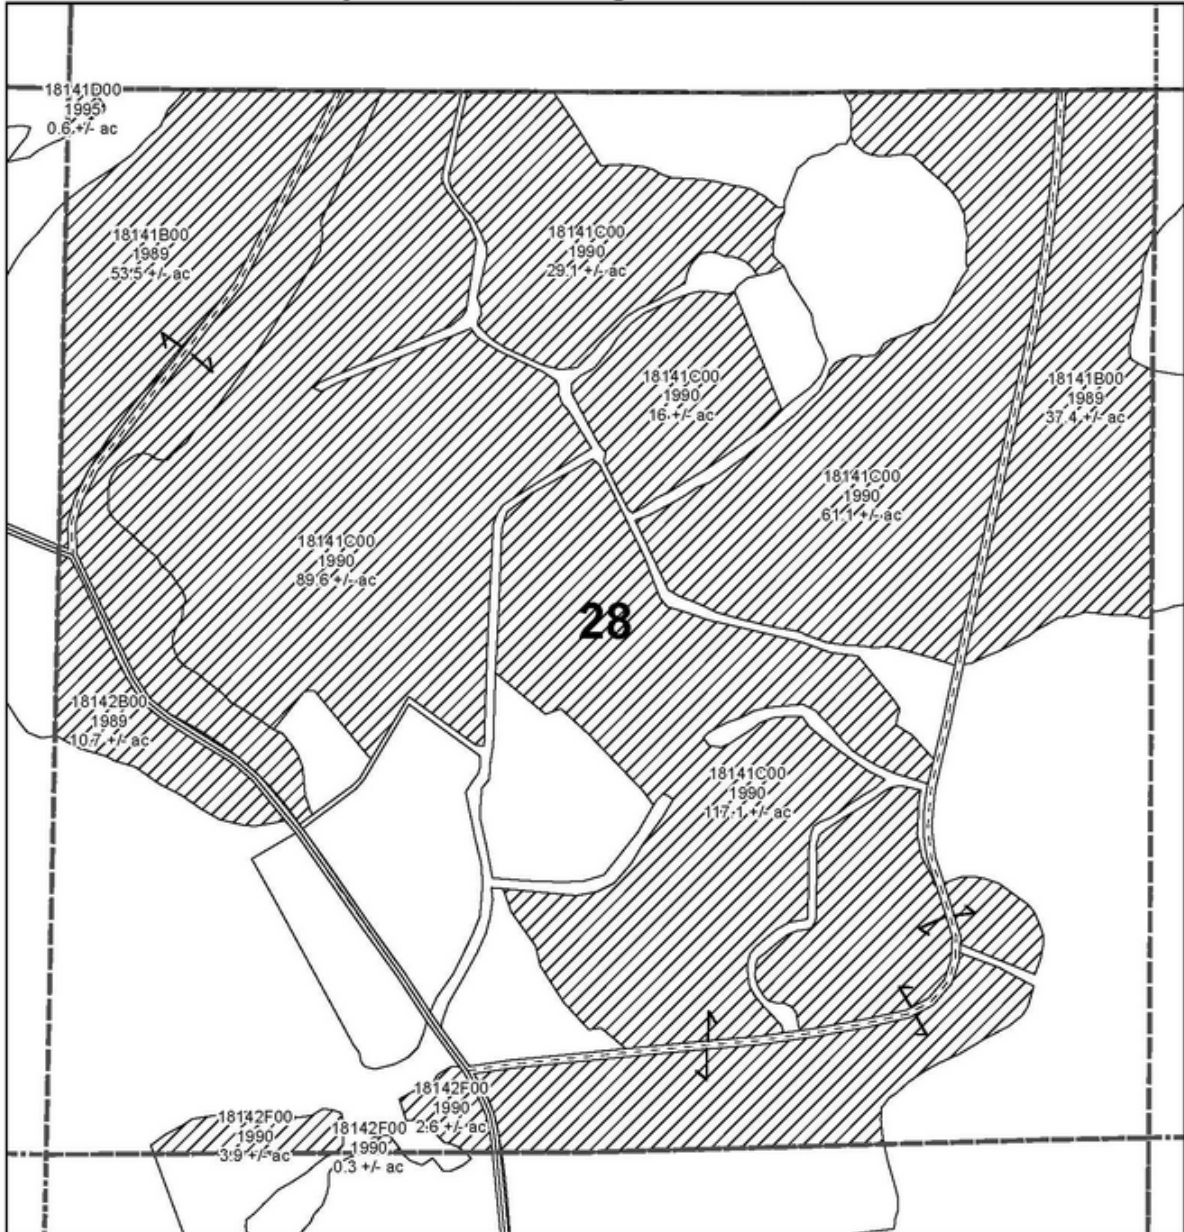 18141D00
1995
0.6 +/- ac
18141B00
1989
53.5 +/- ac
18141C00
1990
29.1 +/- ac
18141C00
1990
16 +/- ac
18141B00
1989
37.4 +/- ac
18141C00
1990
61.1 +/- ac
18141C00
1990
89.6 +/- ac
28
18142B00
1989
10.7 +/- ac
18141C00
1990
117.1 +/- ac
18142F00
1990
2.6 +/- ac
18142F00
1990
3.9 +/- ac
18142F00
1990
0.3 +/- ac